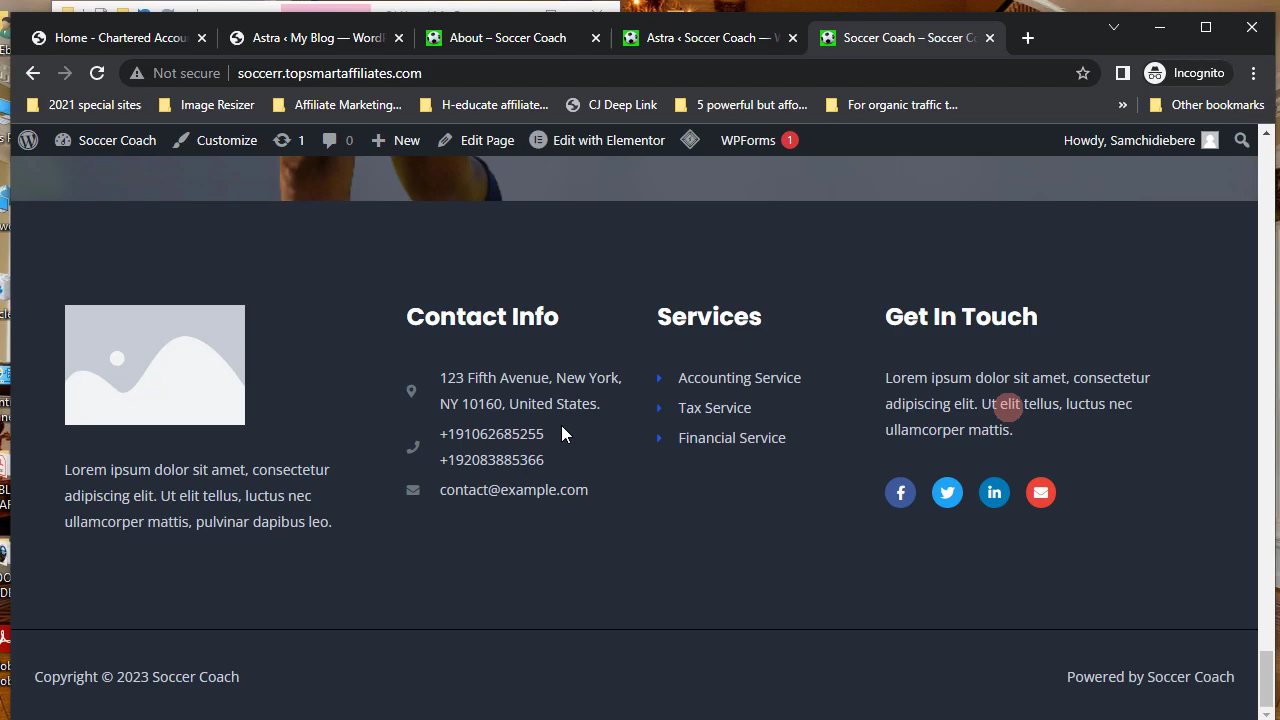 Home - Chartered Accou
Astra ‹ My Blog — Word
About – Soccer Coach
Astra ‹ Soccer Coach —
Soccer Coach – Soccer C
Not secure
soccerr.topsmartaffiliates.com
Incognito
2021 special sites
Image Resizer
Affiliate Marketing...
H-educate affiliate...
CJ Deep Link
5 powerful but affo...
For organic traffic t...
Other bookmarks
Soccer Coach
Customize
1
0
New
Edit Page
Edit with Elementor
WPForms 1
Howdy, Samchidiebere
Lorem ipsum dolor sit amet, consectetur
adipiscing elit. Ut elit tellus, luctus nec
ullamcorper mattis, pulvinar dapibus leo.
Contact Info
123 Fifth Avenue, New York,
NY 10160, United States.
+191062685255
+192083885366
contact@example.com
Services
Accounting Service
Tax Service
Financial Service
Get In Touch
Lorem ipsum dolor sit amet, consectetur
adipiscing elit. Ut elit tellus, luctus nec
ullamcorper mattis.
Copyright © 2023 Soccer Coach
Powered by Soccer Coach